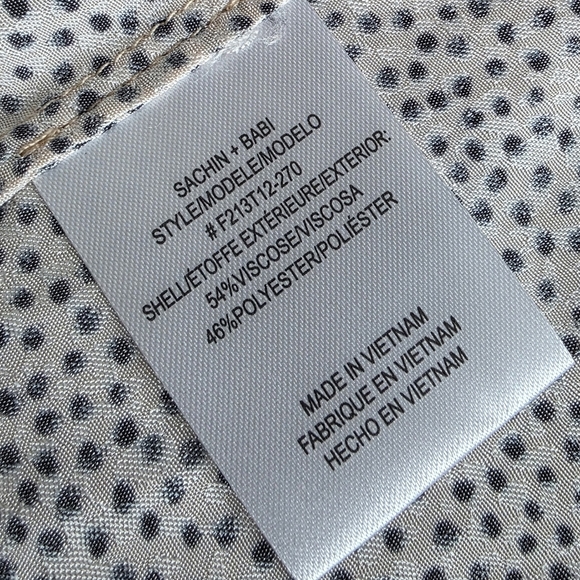 SACHIN + BABI
STYLE/MODELE/MODELO
# F213T12-270
SHELL/ÉTOFFE EXTÉRIEURE/EXTERIOR:
54%VISCOSE/VISCOSA
46%POLYESTER/POLIÉSTER
MADE IN VIETNAM
FABRIQUE EN VIETNAM
HECHO EN VIETNAM